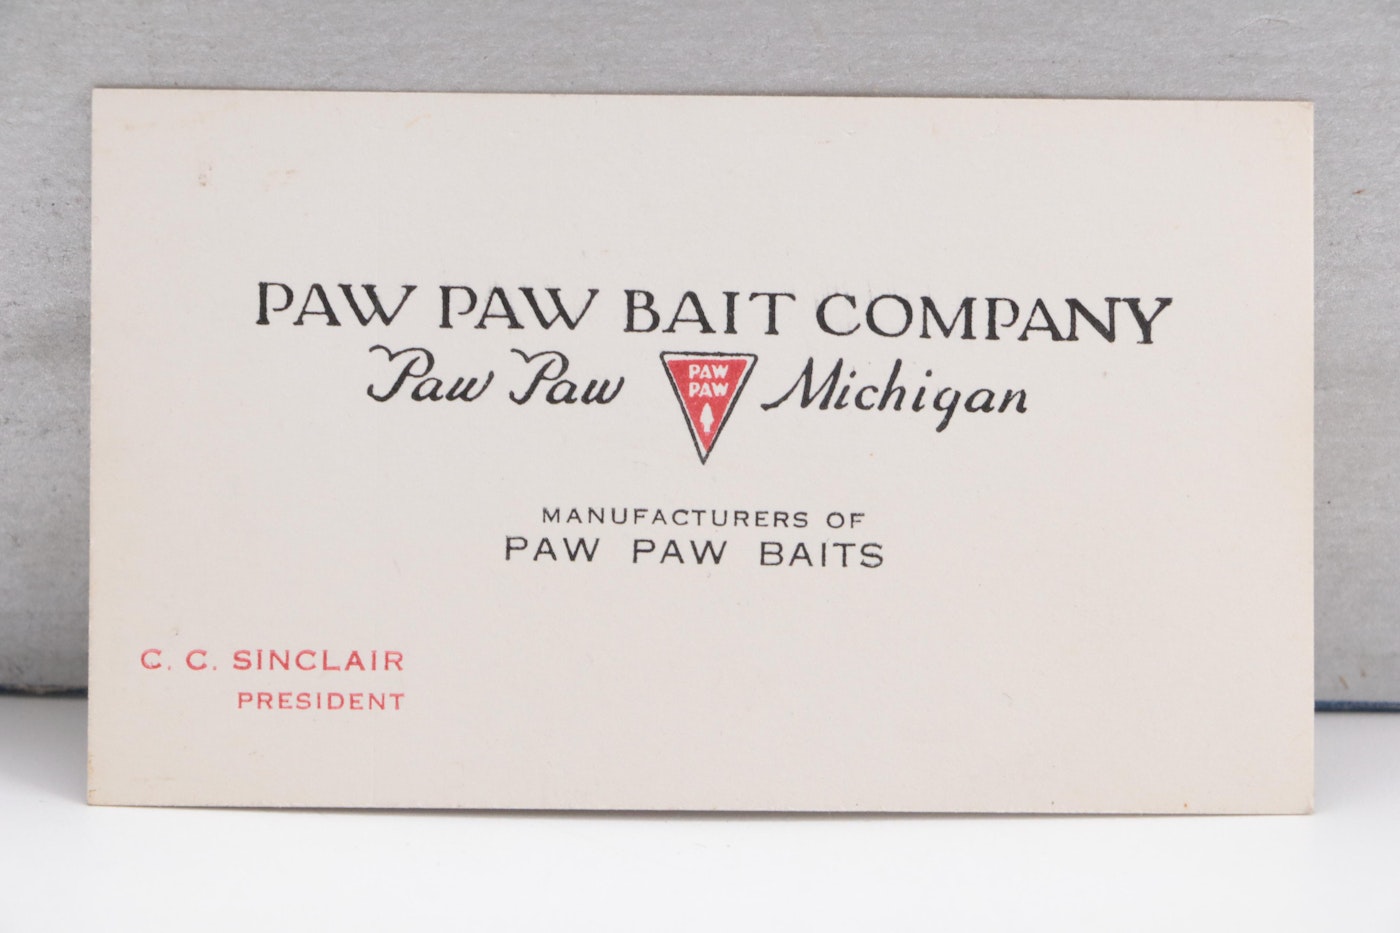 PAW PAW BAIT COMPANY
Paw Paw PAW PAW Michigan
MANUFACTURERS OF
PAW PAW BAITS
C. C. SINCLAIR
PRESIDENT